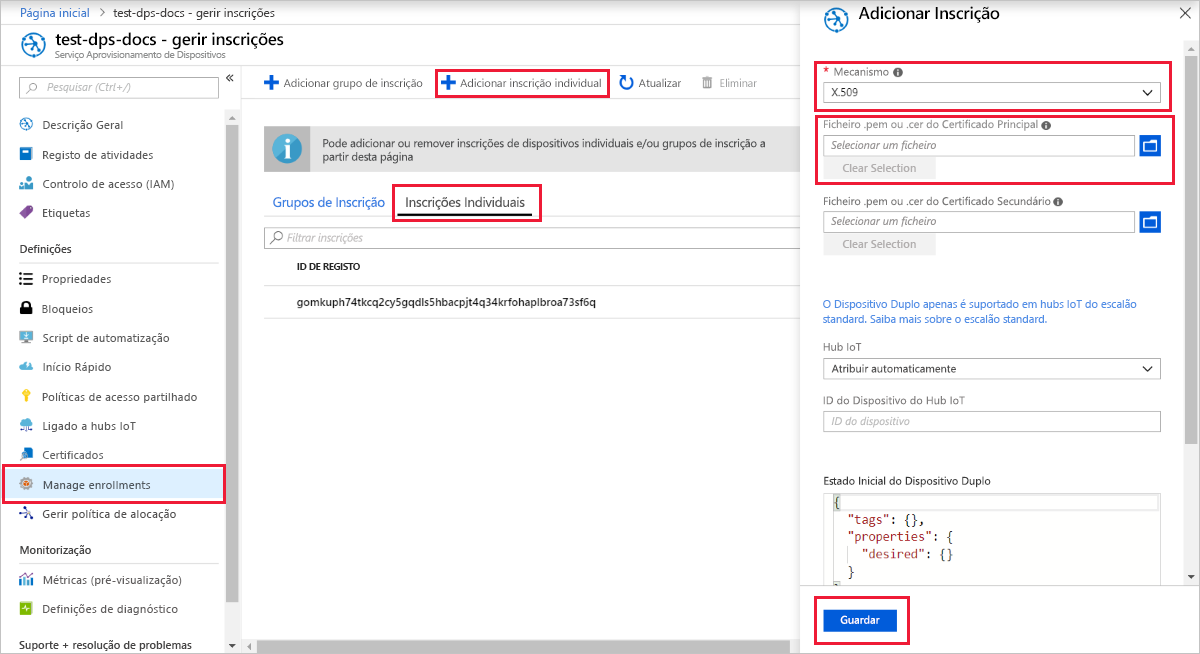 Página inicial > test-dps-docs - gerir inscrições
test-dps-docs - gerir inscrições
Serviço Aprovisionamento de Dispositivos
Pesquisar (Ctrl+/)
Descrição Geral
Registo de atividades
Controlo de acesso (IAM)
Etiquetas
Definições
Propriedades
Bloqueios
Script de automatização
Início Rápido
Políticas de acesso partilhado
Ligado a hubs IoT
Certificados
Manage enrollments
Gerir política de alocação
Monitorização
Métricas (pré-visualização)
Definições de diagnóstico
Suporte + resolução de problemas
Adicionar grupo de inscrição
Adicionar inscrição individual
Atualizar
Eliminar
Pode adicionar ou remover inscrições de dispositivos individuais e/ou grupos de inscrição a
partir desta página
Grupos de Inscrição
Inscrições Individuais
Filtrar inscrições
ID DE REGISTO
gomkuph74tkcq2cy5gqdls5hbacpjt4q34krfohaplbroa73sf6q
Adicionar Inscrição
* Mecanismo
X.509
Ficheiro .pem ou .cer do Certificado Principal
Selecionar um ficheiro
Clear Selection
Ficheiro .pem ou .cer do Certificado Secundário
Selecionar um ficheiro
Clear Selection
O Dispositivo Duplo apenas é suportado em hubs IoT do escalão
standard. Saiba mais sobre o escalão standard.
Hub IoT
Atribuir automaticamente
ID do Dispositivo do Hub IoT
ID do dispositivo
Estado Inicial do Dispositivo Duplo
{
"tags": {},
"properties": {
"desired": {}
}
Guardar